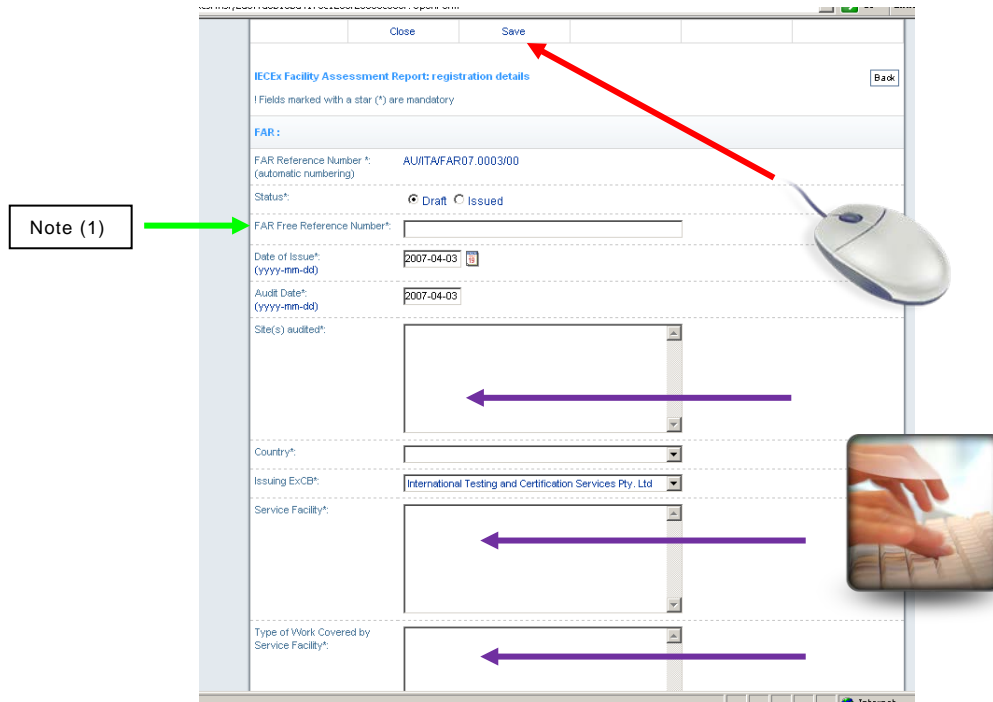 Close Save
IECEx Facility Assessment Report: registration details
Back
! Fields marked with a star (*) are mandatory
FAR :
FAR Reference Number *: AU/ITA/FAR07.0003/00
(automatic numbering)
Status*: Draft Issued
Note (1)
FAR Free Reference Number*:
Date of Issue*: 2007-04-03
(yyyy-mm-dd)
Audit Date*: 2007-04-03
(yyyy-mm-dd)
Site(s) audited*:
Country*:
Issuing ExCB*: International Testing and Certification Services Pty. Ltd
Service Facility*:
Type of Work Covered by
Service Facility*: